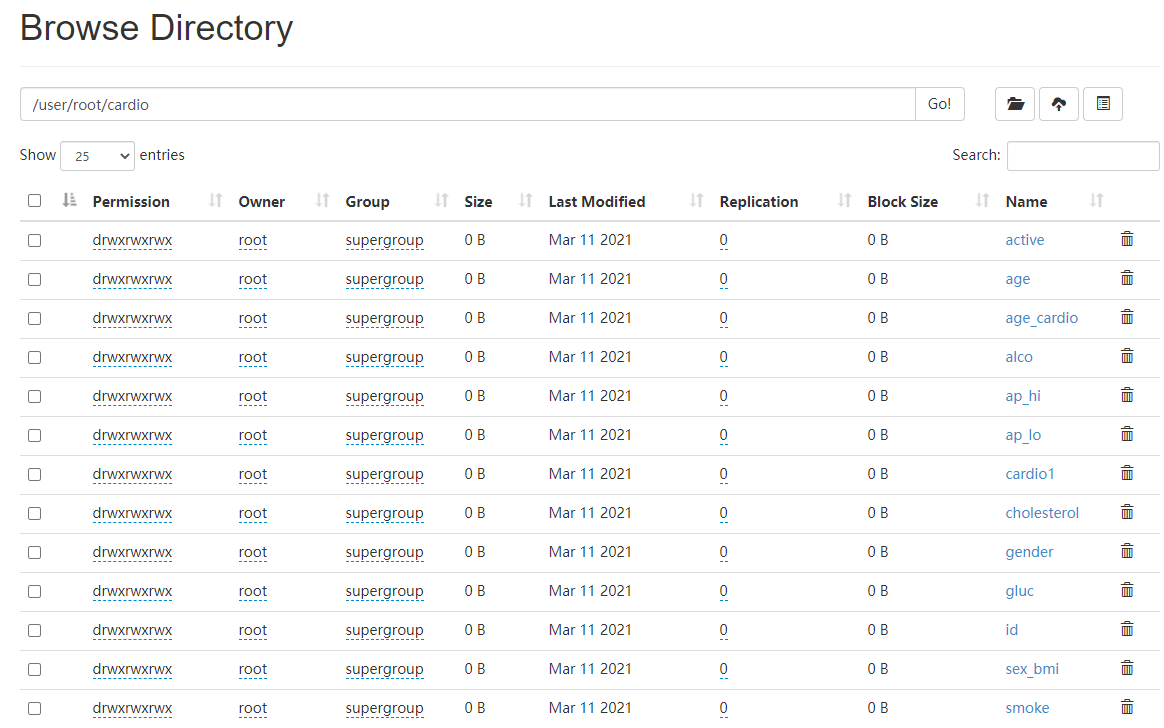 Browse Directory
/user/root/cardio Go!
Show 25 entries Search:
Permission Owner Group Size Last Modified Replication Block Size Name
drwxrwxrwx root supergroup 0 B Mar 11 2021 0 0 B active
drwxrwxrwx root supergroup 0 B Mar 11 2021 0 0 B age
drwxrwxrwx root supergroup 0 B Mar 11 2021 0 0 B age_cardio
drwxrwxrwx root supergroup 0 B Mar 11 2021 0 0 B alco
drwxrwxrwx root supergroup 0 B Mar 11 2021 0 0 B ap_hi
drwxrwxrwx root supergroup 0 B Mar 11 2021 0 0 B ap_lo
drwxrwxrwx root supergroup 0 B Mar 11 2021 0 0 B cardio1
drwxrwxrwx root supergroup 0 B Mar 11 2021 0 0 B cholesterol
drwxrwxrwx root supergroup 0 B Mar 11 2021 0 0 B gender
drwxrwxrwx root supergroup 0 B Mar 11 2021 0 0 B gluc
drwxrwxrwx root supergroup 0 B Mar 11 2021 0 0 B id
drwxrwxrwx root supergroup 0 B Mar 11 2021 0 0 B sex_bmi
drwxrwxrwx root supergroup 0 B Mar 11 2021 0 0 B smoke